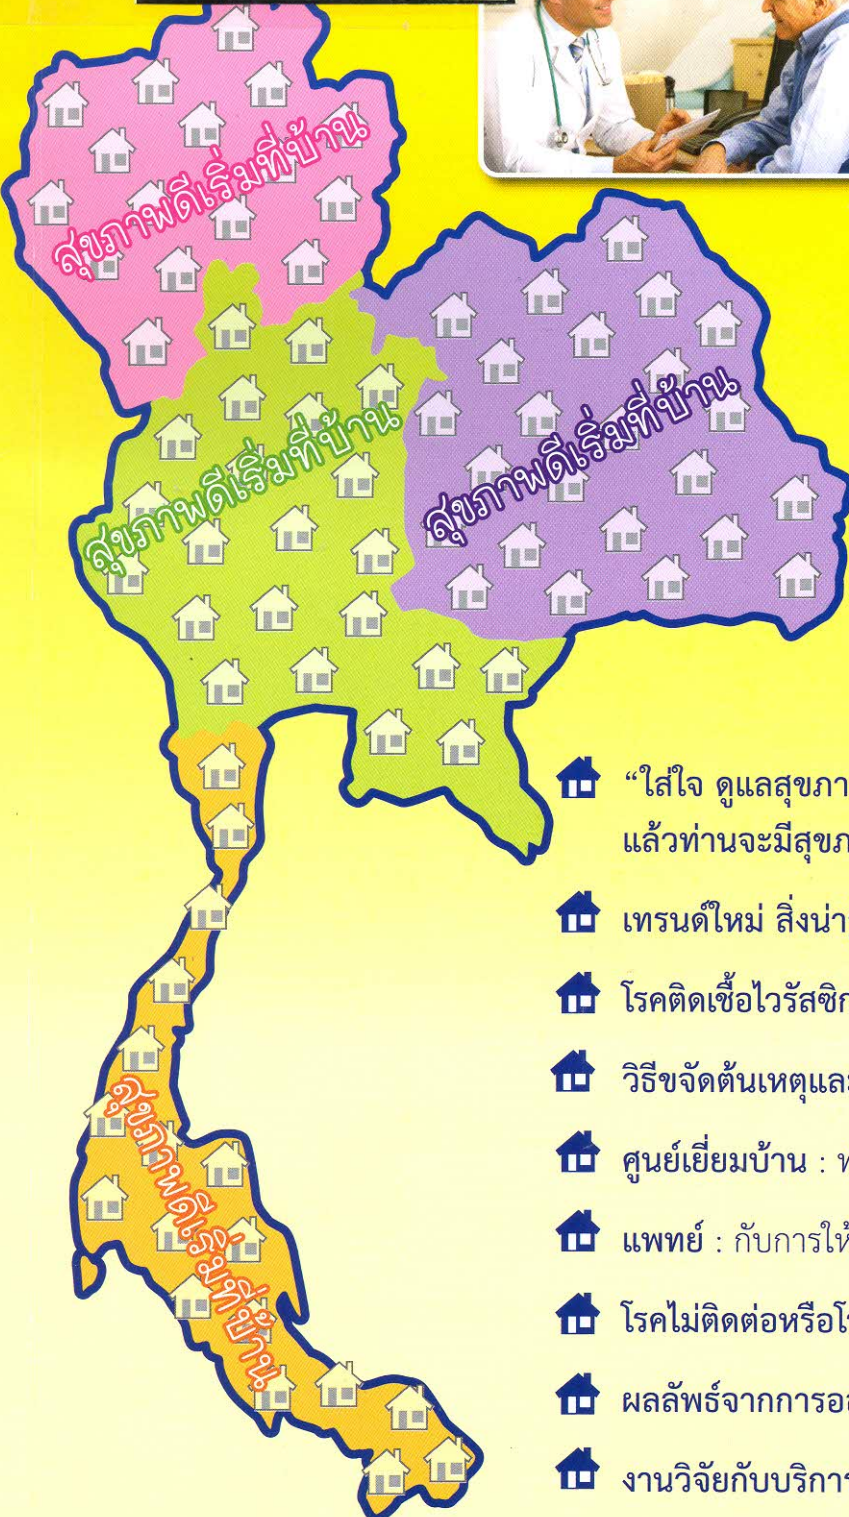 สุขภาพดีเริ่มที่บ้าน
สุขภาพดีเริ่มที่บ้าน
สุขภาพดีเริ่มที่บ้าน
สุขภาพดีเริ่มที่บ้าน
“ใส่ใจ ดูแลสุขภา
แล้วท่านจะมีสุขภ
เทรนด์ใหม่ สิ่งน่า
โรคติดเชื้อไวรัสซิก
วิธีขจัดต้นเหตุและ
ศูนย์เยี่ยมบ้าน :
แพทย์ : กับการให้
โรคไม่ติดต่อหรือโร
ผลลัพธ์จากการออ
งานวิจัยกับบริการ